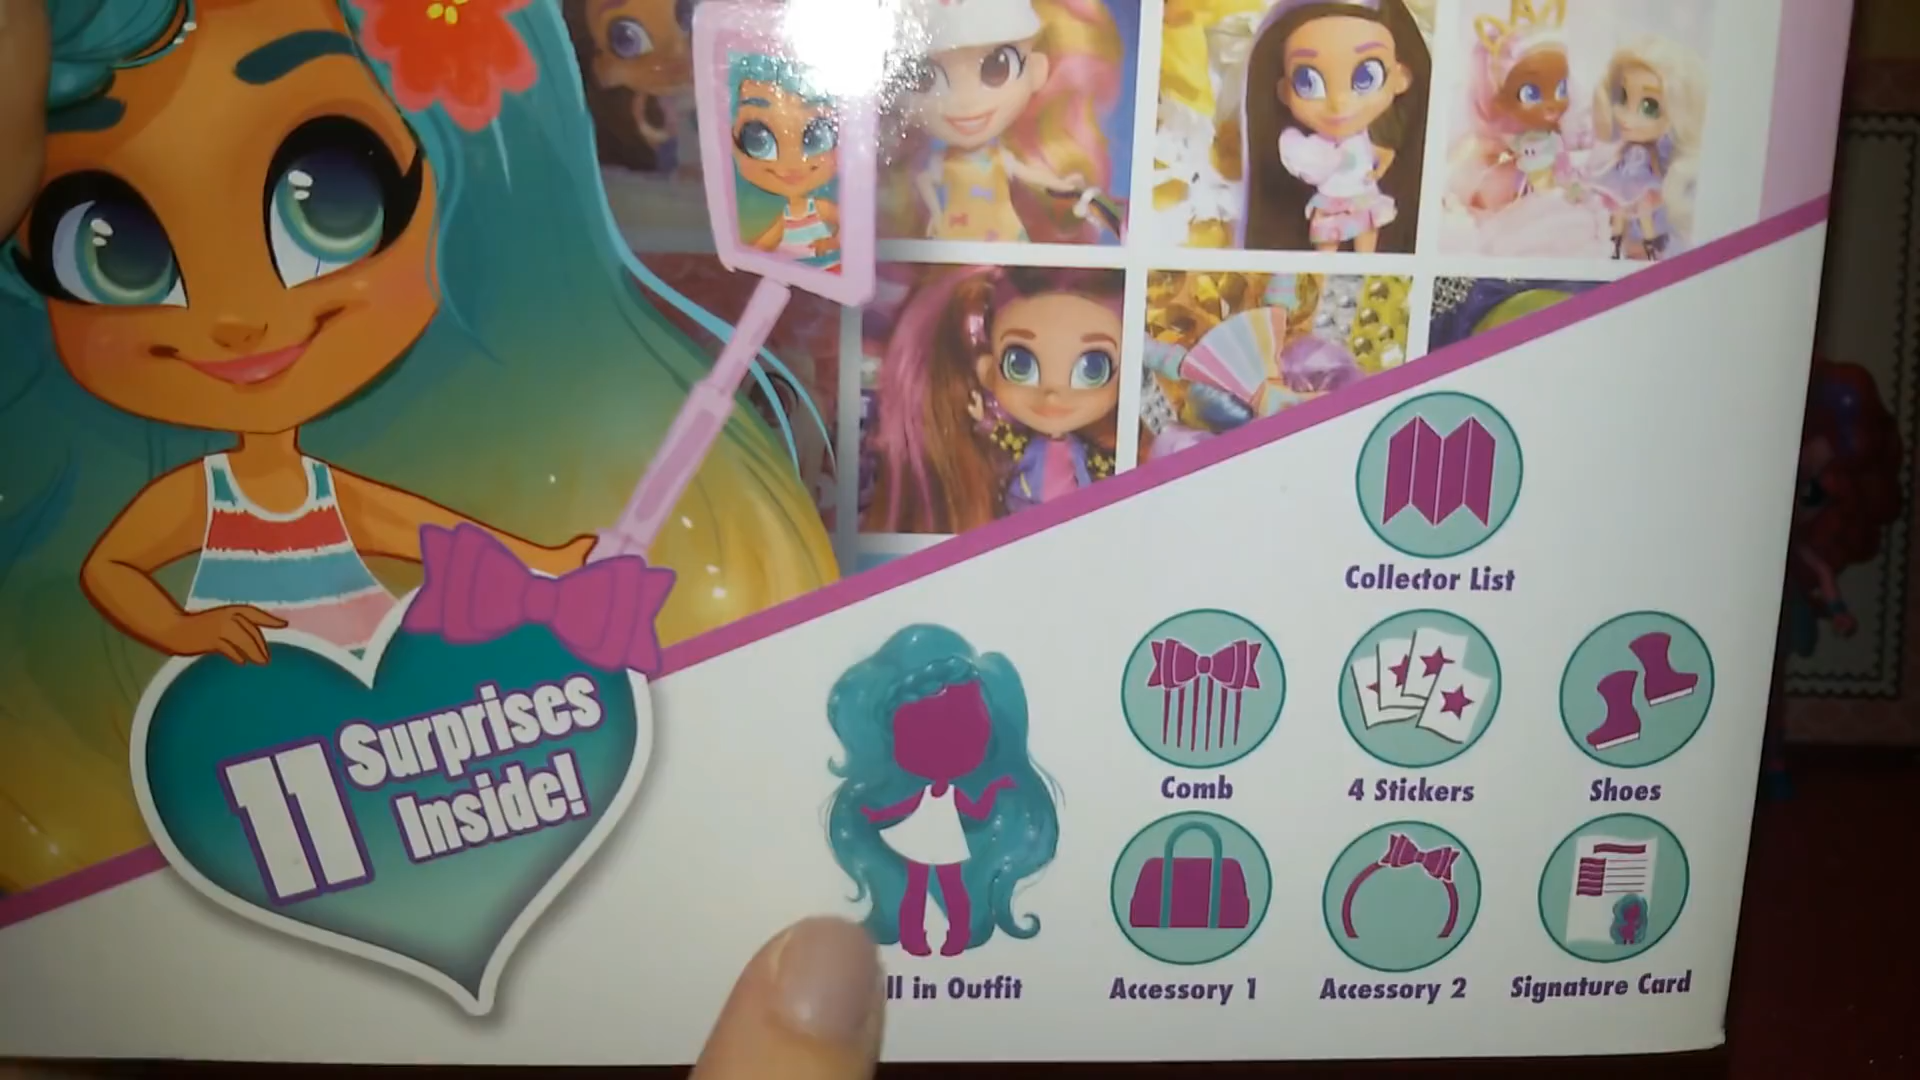 11 Surprises
Inside!
Collector List
Comb
4 Stickers
Shoes
ll in Outfit
Accessory 1
Accessory 2
Signature Card